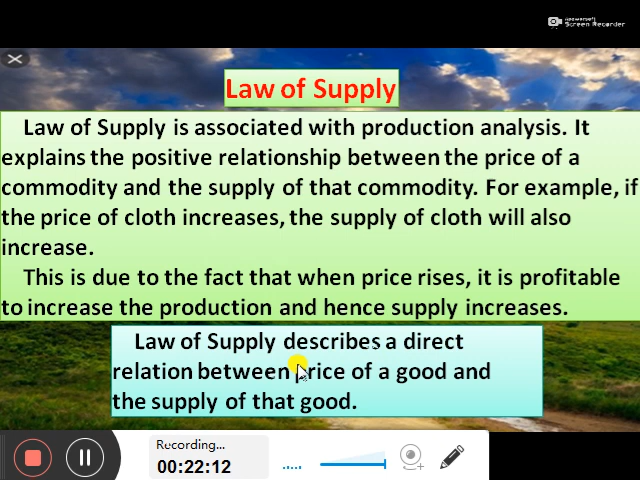 Apowersoft
Screen Recorder
Law of Supply
Law of Supply is associated with production analysis. It
explains the positive relationship between the price of a
commodity and the supply of that commodity. For example, if
the price of cloth increases, the supply of cloth will also
increase.
This is due to the fact that when price rises, it is profitable
to increase the production and hence supply increases.
Law of Supply describes a direct
relation between price of a good and
the supply of that good.
Recording...
00:22:12